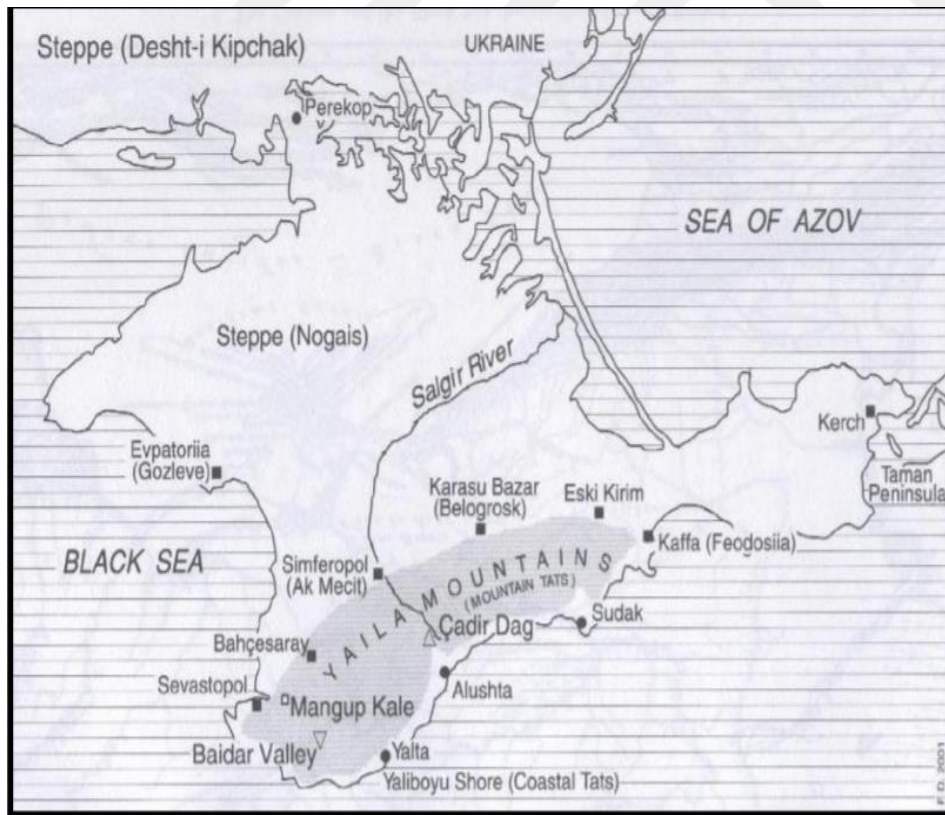 Steppe (Desht-i Kipchak)
UKRAINE
Perekop
SEA OF AZOV
Steppe (Nogais)
Salgir River
Kerch
Taman
Peninsula
Evpatoriia
(Gozleve)
Karasu Bazar
(Belogrosk)
Eski Kirim
Kaffa (Feodosiia)
BLACK SEA
Simferopol
(Ak Mecit)
YAILA MOUNTAINS
(MOUNTAIN TATS)
Çadir Dag
Sudak
Bahçesaray
Alushta
Sevastopol
Mangup Kale
Baidar Valley
Yalta
Yaliboyu Shore (Coastal Tats)
F.D. 2001